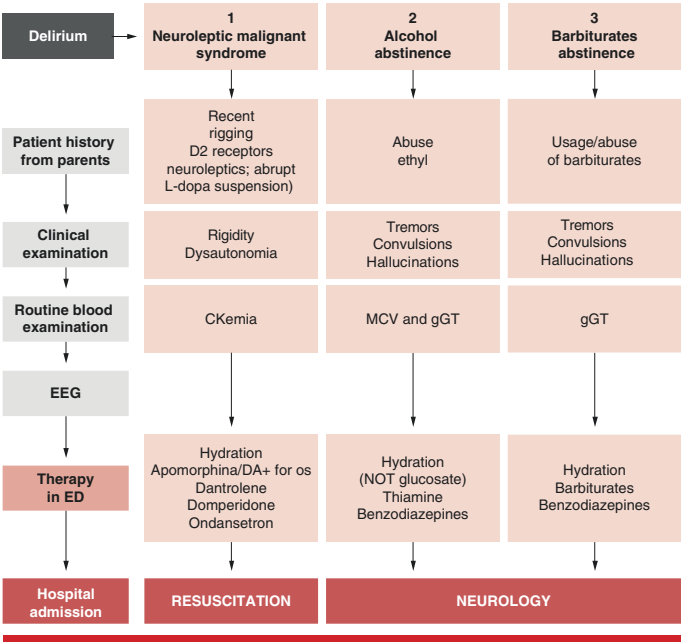 Delirium
1
Neuroleptic malignant
syndrome
2
Alcohol
abstinence
3
Barbiturates
abstinence
Patient history
from parents
Recent
rigging
D2 receptors
neuroleptics; abrupt
L-dopa suspension)
Abuse
ethyl
Usage/abuse
of barbiturates
Clinical
examination
Rigidity
Dysautonomia
Tremors
Convulsions
Hallucinations
Tremors
Convulsions
Hallucinations
Routine blood
examination
CKemia
MCV and gGT
gGT
EEG
Therapy
in ED
Hydration
Apomorphina/DA+ for os
Dantrolene
Domperidone
Ondansetron
Hydration
(NOT glucosate)
Thiamine
Benzodiazepines
Hydration
Barbiturates
Benzodiazepines
Hospital
admission
RESUSCITATION
NEUROLOGY